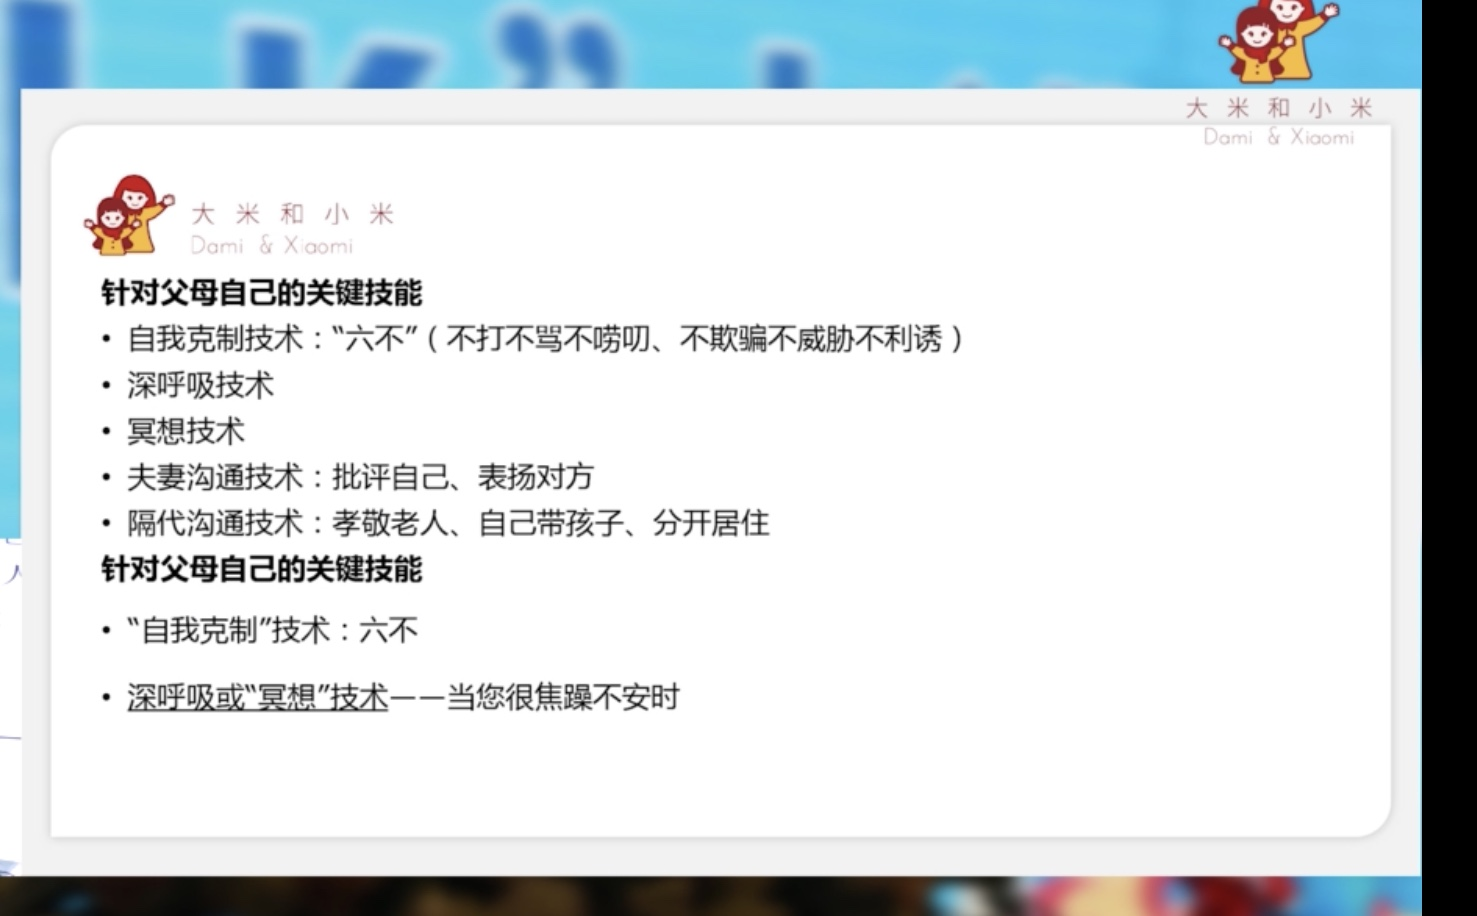 大米和小米
Dami & Xiaomi
大米和小米
Dami & Xiaomi
针对父母自己的关键技能
• 自我克制技术：“六不”（不打不骂不唠叨、不欺骗不威胁不利诱）
• 深呼吸技术
• 冥想技术
• 夫妻沟通技术：批评自己、表扬对方
• 隔代沟通技术：孝敬老人、自己带孩子、分开居住
针对父母自己的关键技能
• “自我克制”技术：六不
• 深呼吸或“冥想”技术——当您很焦躁不安时